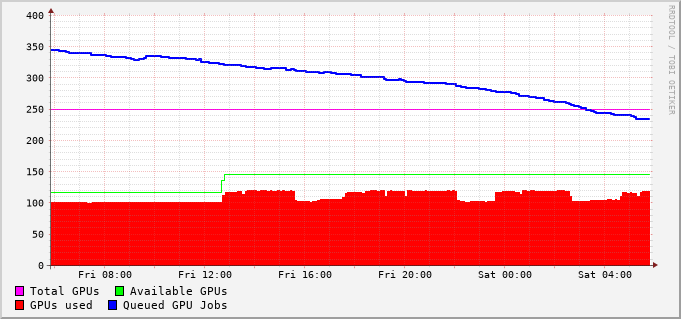 400
350
300
250
200
150
100
50
0
Fri 08:00 Fri 12:00 Fri 16:00 Fri 20:00 Sat 00:00 Sat 04:00
Total GPUs Available GPUs
GPUs used Queued GPU Jobs
RRDTOOL / TOBI OETIKER